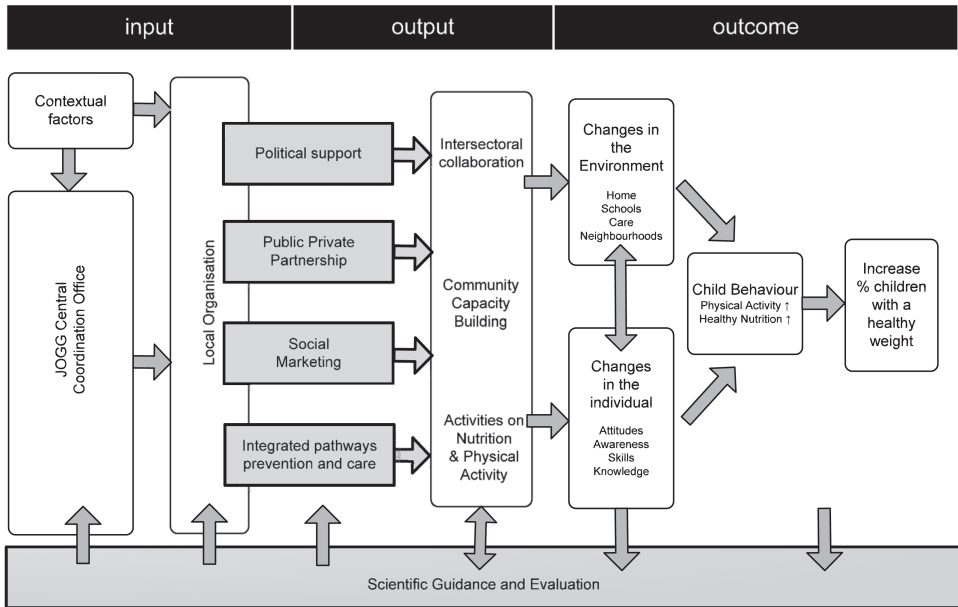 input
output
outcome
Contextual
factors
JOGG Central
Coordination Office
Local Organisation
Political support
Public Private
Partnership
Social
Marketing
Integrated pathways
prevention and care
Intersectoral
collaboration
Community
Capacity
Building
Activities on
Nutrition
& Physical
Activity
Changes in
the
Environment
Home
Schools
Care
Neighbourhoods
Changes
in the
individual
Attitudes
Awareness
Skills
Knowledge
Child Behaviour
Physical Activity ↑
Healthy Nutrition ↑
Increase
% children
with a
healthy
weight
Scientific Guidance and Evaluation